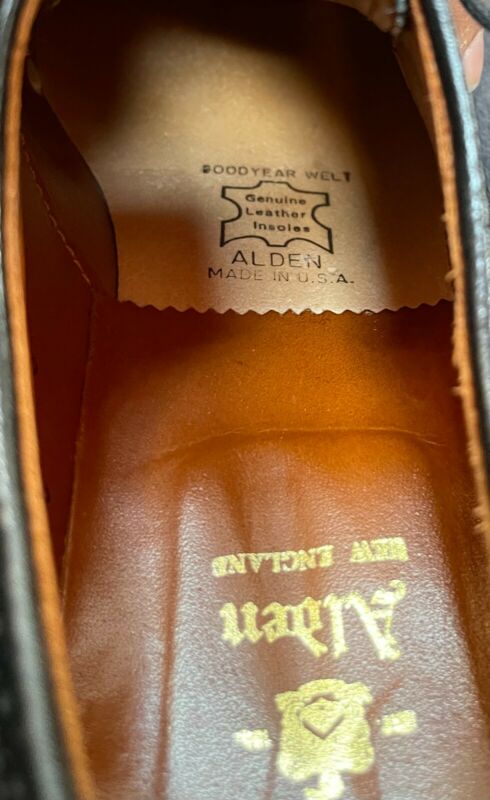 GOODYEAR WELT
Genuine
Leather
Insoles
ALDEN
MADE IN U.S.A.
Alden
NEW ENGLAND